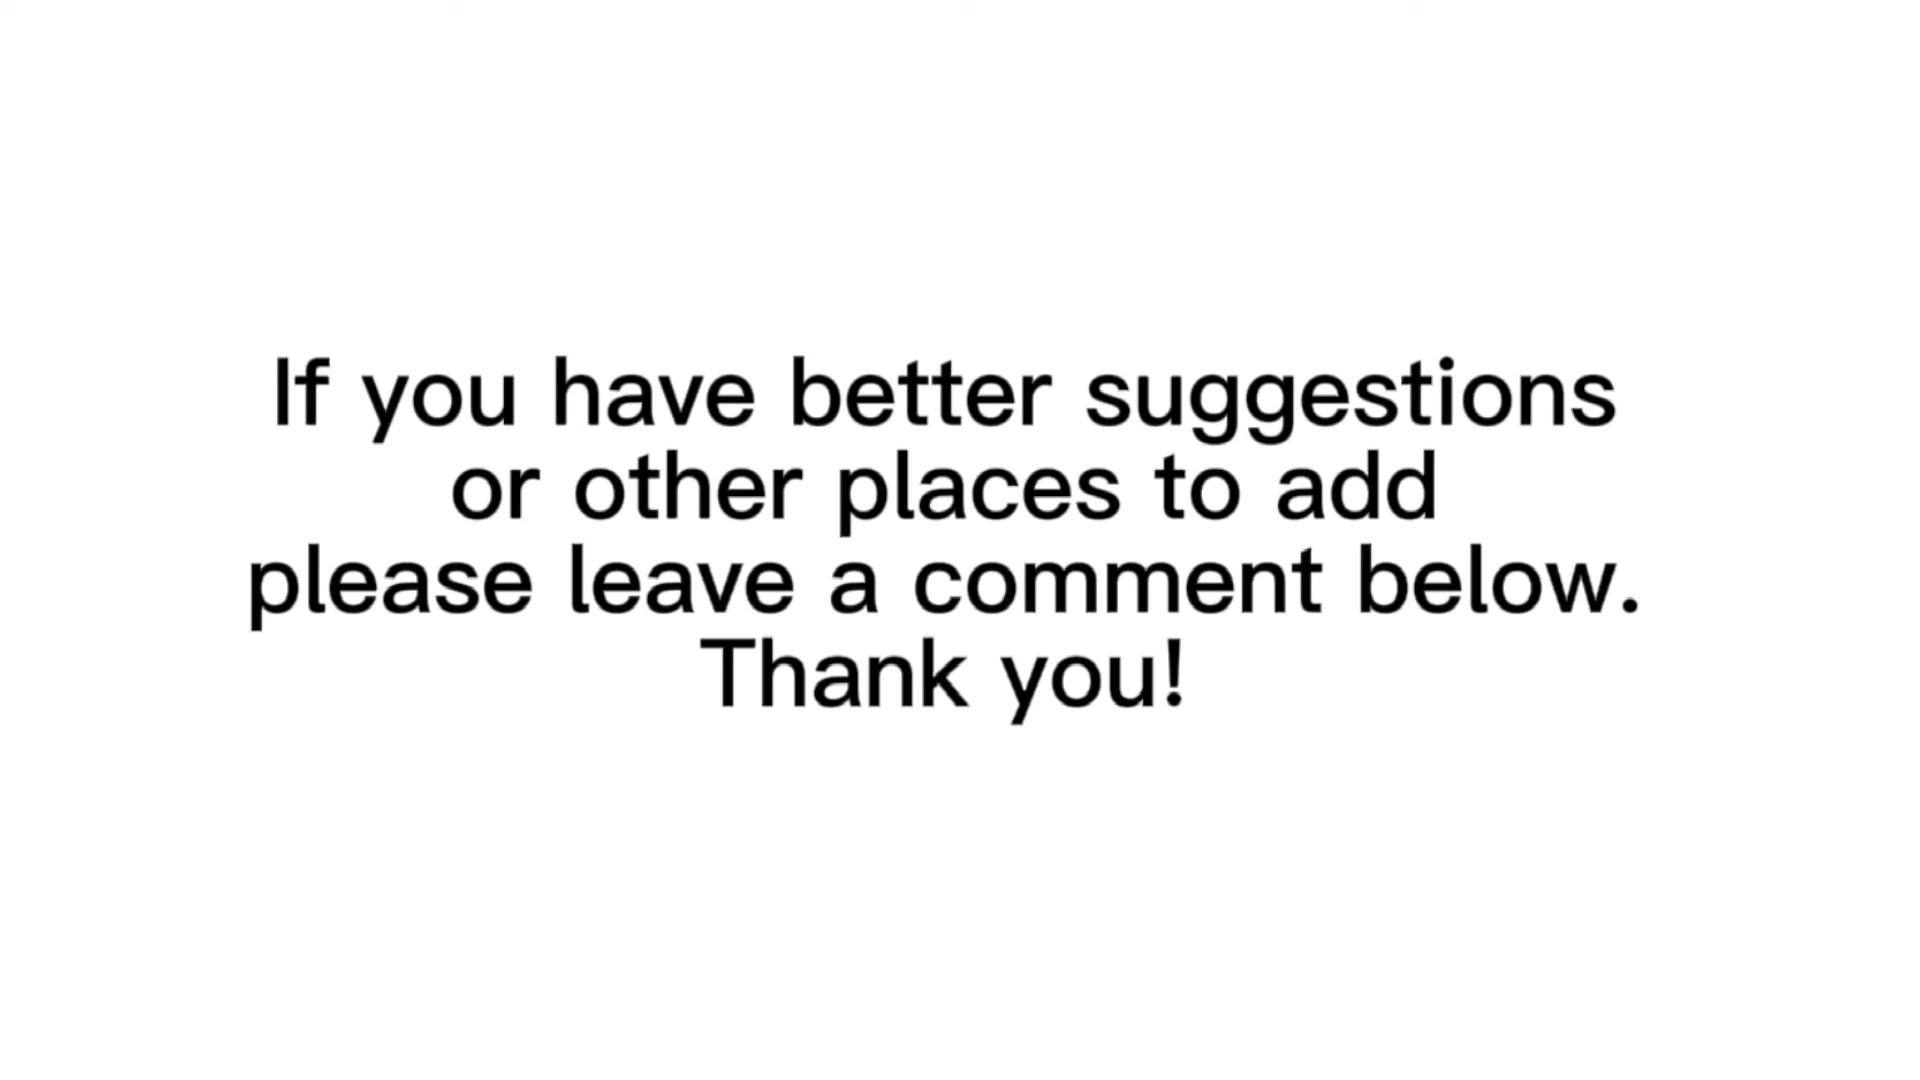 If you have better suggestions
or other places to add
please leave a comment below.
Thank you!